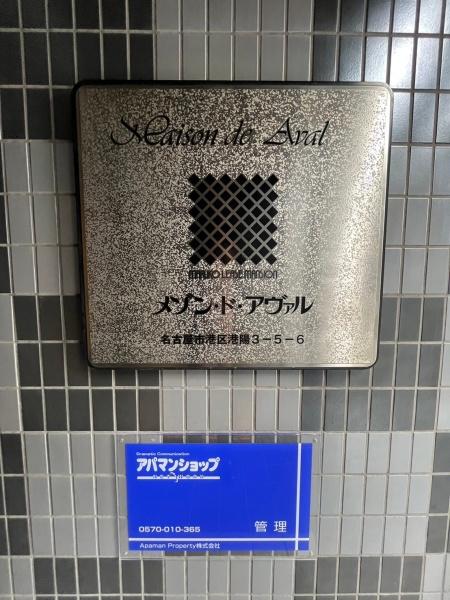 Maison de Aval
メゾン・ド・アヴァル
名古屋市港区港陽3-5-6
Dramatic Communication
アパマンショップ
0570-010-365
管理
Apaman Property株式会社